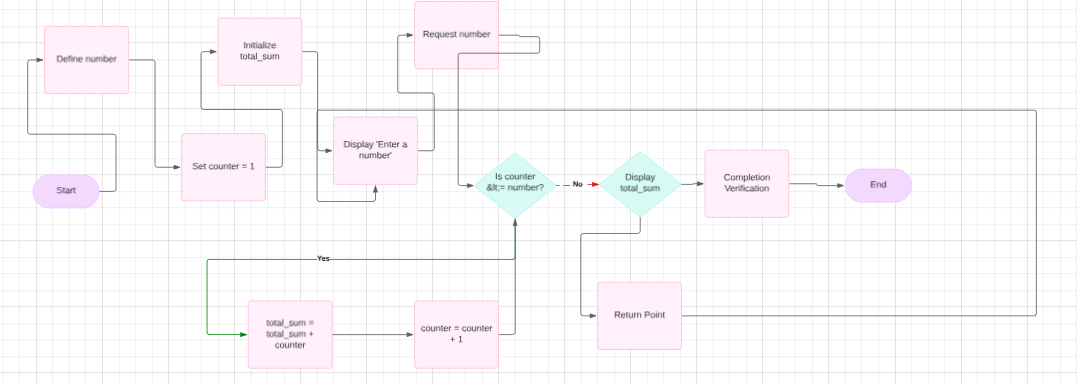 Request number
Initialize
total_sum
Define number
Display 'Enter a
number'
Set counter = 1
Start
Is counter
&lt;= number?
No
Display
total_sum
Completion
Verification
End
Yes
total_sum =
total_sum +
counter
counter = counter
+ 1
Return Point